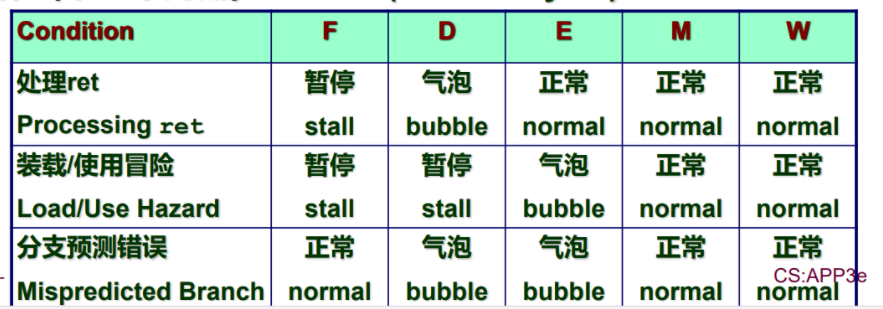 Condition F D E M W
处理ret 暂停 气泡 正常 正常 正常
Processing ret stall bubble normal normal normal
装载/使用冒险 暂停 暂停 气泡 正常 正常
Load/Use Hazard stall stall bubble normal normal
分支预测错误 正常 气泡 气泡 正常 正常
CS:APP3e
Mispredicted Branch normal bubble bubble normal normal